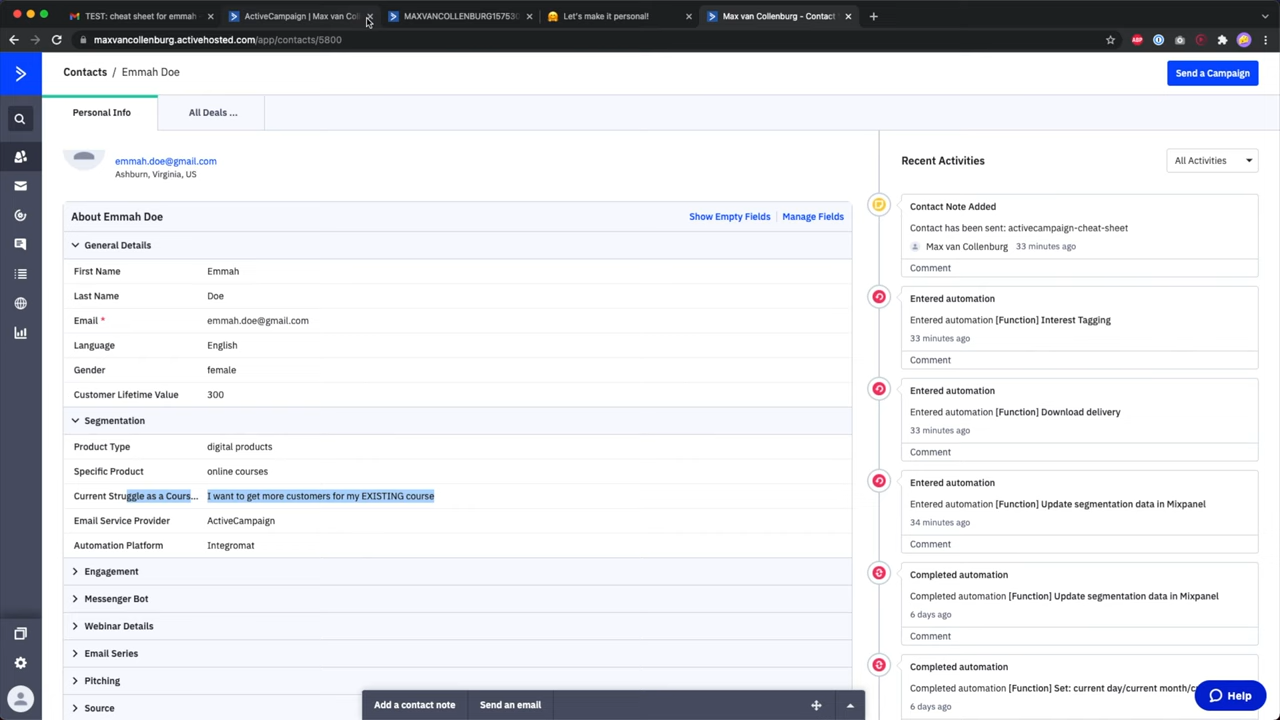 TEST: cheat sheet for emmah
ActiveCampaign | Max van Col
MAXVANCOLLENBURG157530
Let's make it personal!
Max van Collenburg - Contact
maxvancollenburg.activehosted.com/app/contacts/5800
ABP
Contacts / Emmah Doe
Send a Campaign
Personal Info
All Deals ...
emmah.doe@gmail.com
Ashburn, Virginia, US
Recent Activities
All Activities
About Emmah Doe
Show Empty Fields
Manage Fields
General Details
First Name Emmah
Last Name Doe
Email * emmah.doe@gmail.com
Language English
Gender female
Customer Lifetime Value 300
Segmentation
Product Type digital products
Specific Product online courses
Current Struggle as a Cours... I want to get more customers for my EXISTING course
Email Service Provider ActiveCampaign
Automation Platform Integromat
Engagement
Messenger Bot
Webinar Details
Email Series
Pitching
Source
Contact Note Added
Contact has been sent: activecampaign-cheat-sheet
Max van Collenburg 33 minutes ago
Comment
Entered automation
Entered automation [Function] Interest Tagging
33 minutes ago
Comment
Entered automation
Entered automation [Function] Download delivery
33 minutes ago
Comment
Entered automation
Entered automation [Function] Update segmentation data in Mixpanel
34 minutes ago
Comment
Completed automation
Completed automation [Function] Update segmentation data in Mixpanel
6 days ago
Comment
Completed automation
Completed automation [Function] Set: current day/current month/c
6 days ago
Add a contact note
Send an email
Help